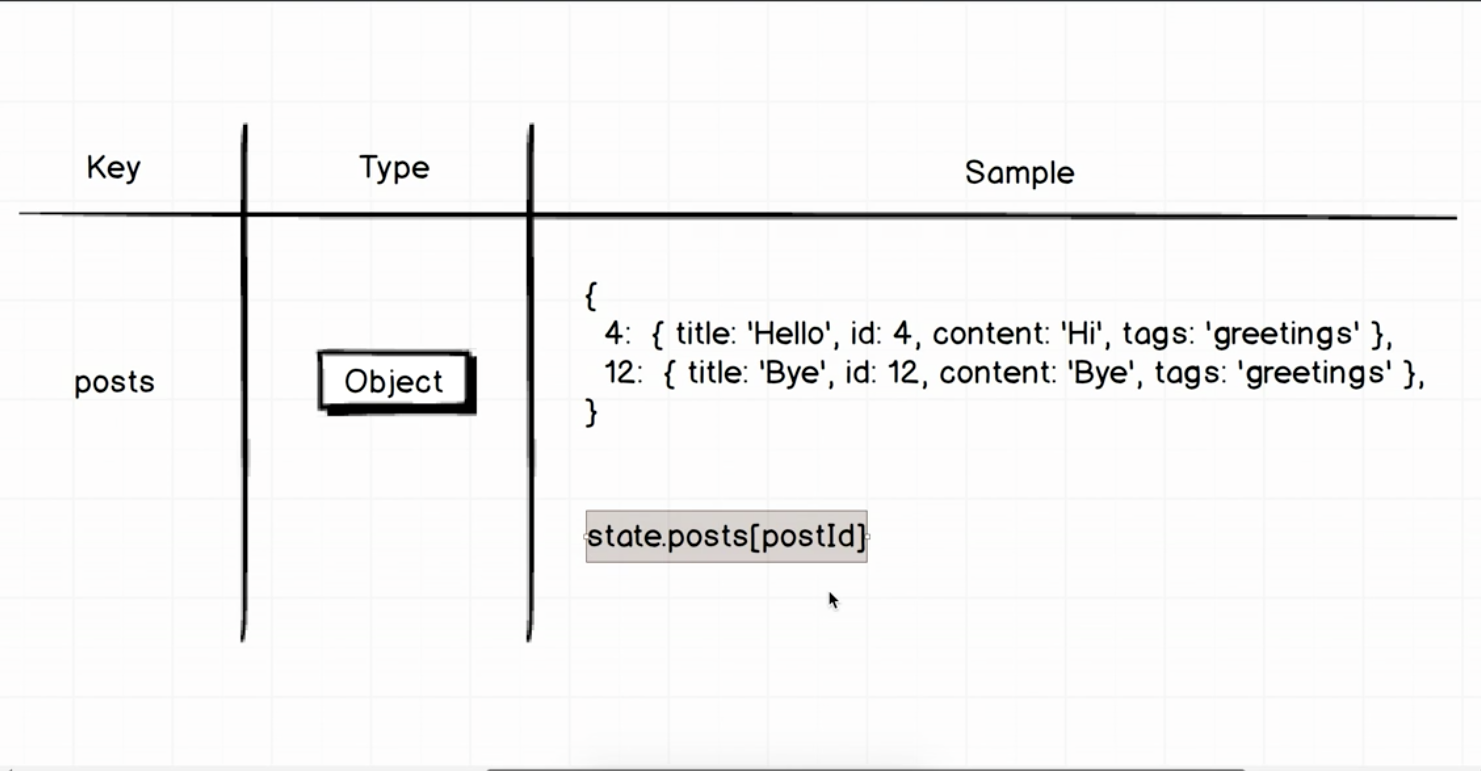 Key
Type
Sample
posts
Object
{
4: { title: 'Hello', id: 4, content: 'Hi', tags: 'greetings' },
12: { title: 'Bye', id: 12, content: 'Bye', tags: 'greetings' },
}
state.posts[postId]